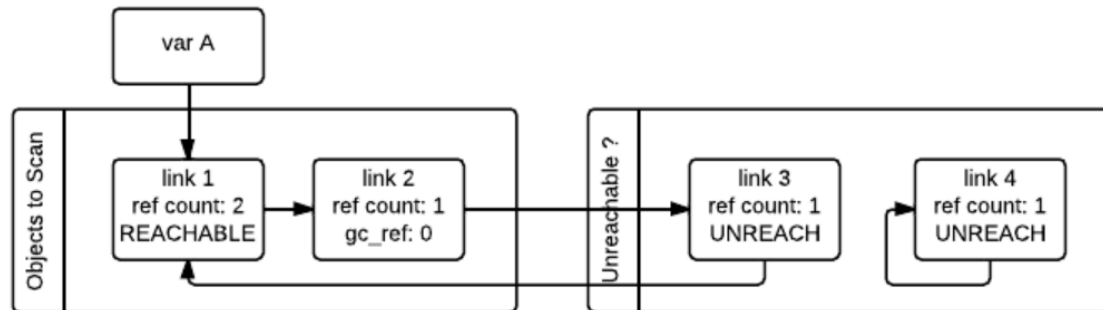 var A
Objects to Scan
link 1
ref count: 2
REACHABLE
link 2
ref count: 1
gc_ref: 0
Unreachable ?
link 3
ref count: 1
UNREACH
link 4
ref count: 1
UNREACH